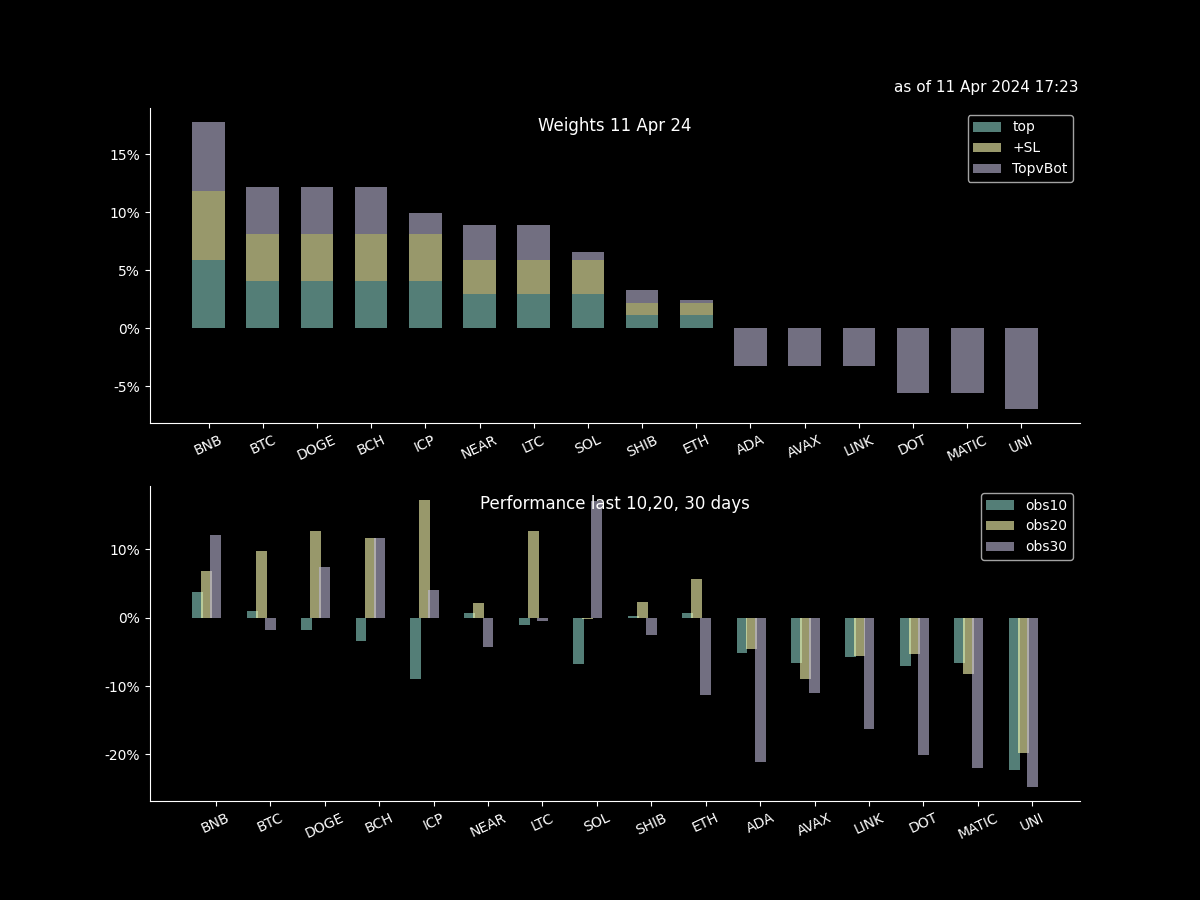 as of 11 Apr 2024 17:23
Weights 11 Apr 24
top
+SL
TopvBot
15%
10%
5%
0%
-5%
BNB BTC DOGE BCH ICP NEAR LTC SOL SHIB ETH ADA AVAX LINK DOT MATIC UNI
Performance last 10,20, 30 days
obs10
obs20
obs30
10%
0%
-10%
-20%
BNB BTC DOGE BCH ICP NEAR LTC SOL SHIB ETH ADA AVAX LINK DOT MATIC UNI